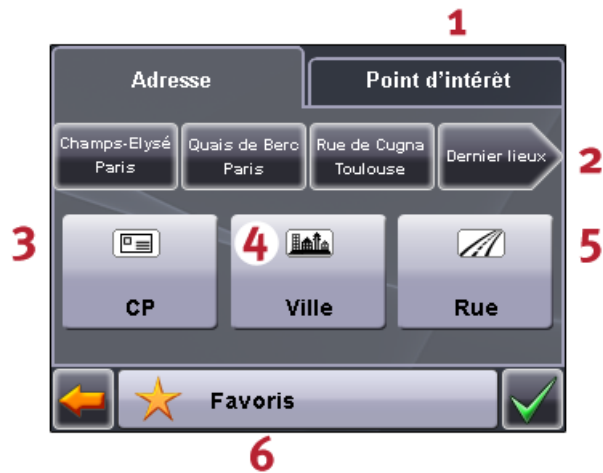 1
Adresse
Point d'intérêt
Champs-Elysé
Paris
Quais de Berc
Paris
Rue de Cugna
Toulouse
Dernier lieux
2
3
CP
4
Ville
Rue
5
Favoris
6